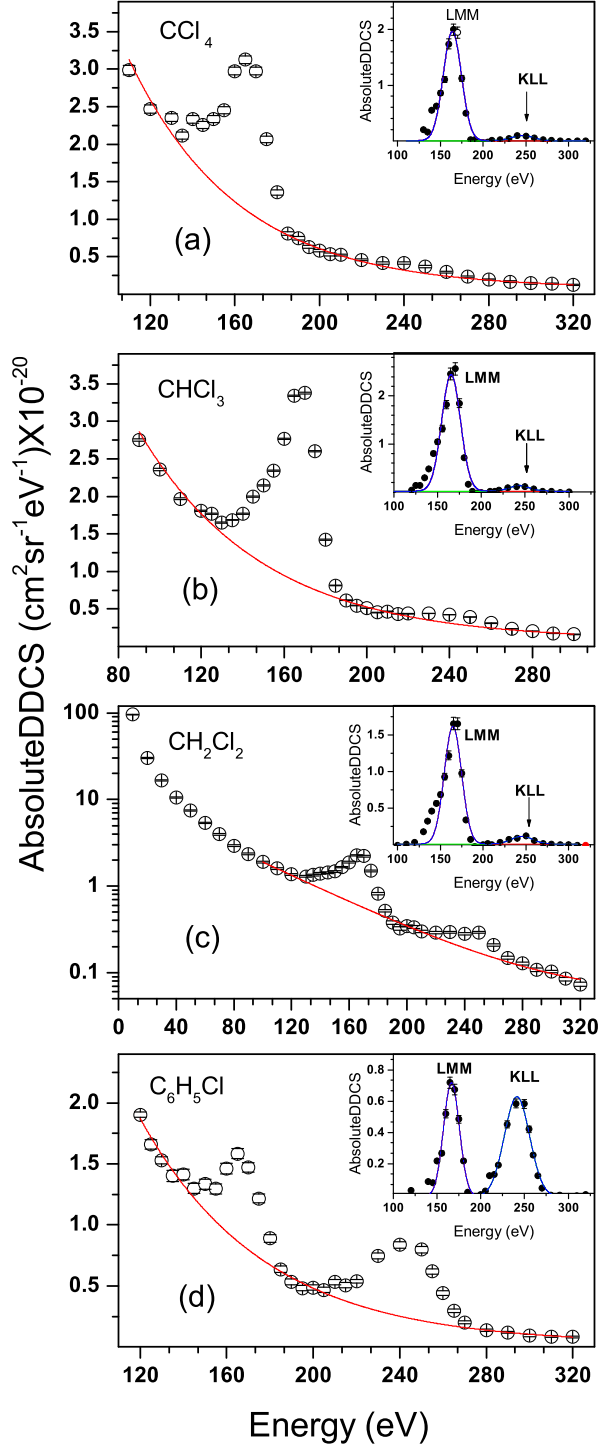 AbsoluteDDCS (cm²sr⁻¹eV⁻¹)X10⁻²⁰
CCl₄
3.5
3.0
2.5
2.0
1.5
1.0
0.5
(a)
120 160 200 240 280 320
AbsoluteDDCS
2
1
LMM
KLL
100 150 200 250 300
Energy (eV)
CHCl₃
3.5
3.0
2.5
2.0
1.5
1.0
0.5
(b)
80 120 160 200 240 280
AbsoluteDDCS
2
1
LMM
KLL
100 150 200 250 300
Energy (eV)
CH₂Cl₂
100
10
1
0.1
(c)
0 40 80 120 160 200 240 280 320
AbsoluteDDCS
1.5
1.0
0.5
LMM
KLL
100 150 200 250 300
Energy (eV)
C₆H₅Cl
2.0
1.5
1.0
0.5
(d)
120 160 200 240 280 320
AbsoluteDDCS
0.8
0.6
0.4
0.2
LMM
KLL
100 150 200 250 300
Energy (eV)
Energy (eV)